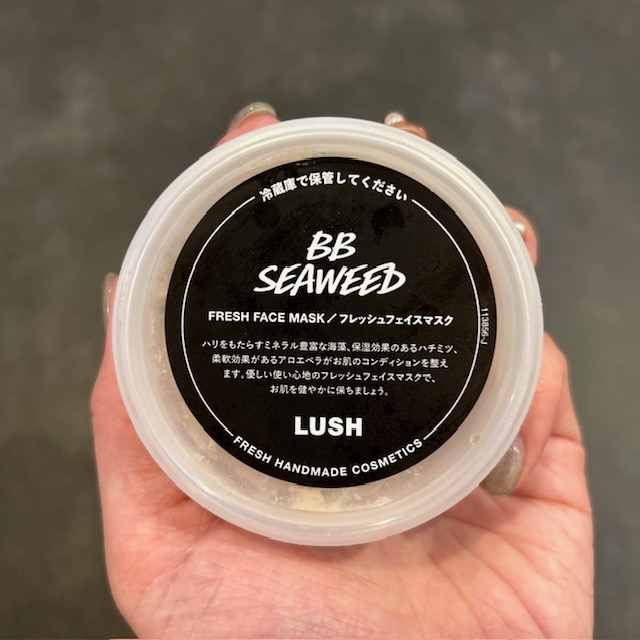 冷蔵庫で保管してください
BB
SEAWEED
FRESH FACE MASK／フレッシュフェイスマスク
ハリをもたらすミネラル豊富な海藻、保湿効果のあるハチミツ、
柔軟効果があるアロエベラがお肌のコンディションを整え
ます。優しい使い心地のフレッシュフェイスマスクで、
お肌を健やかに保ちましょう。
LUSH
FRESH HANDMADE COSMETICS
113856-J